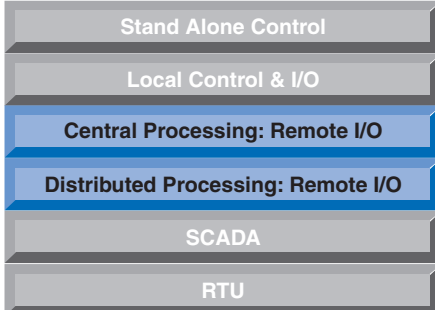 Stand Alone Control
Local Control & I/O
Central Processing: Remote I/O
Distributed Processing: Remote I/O
SCADA
RTU